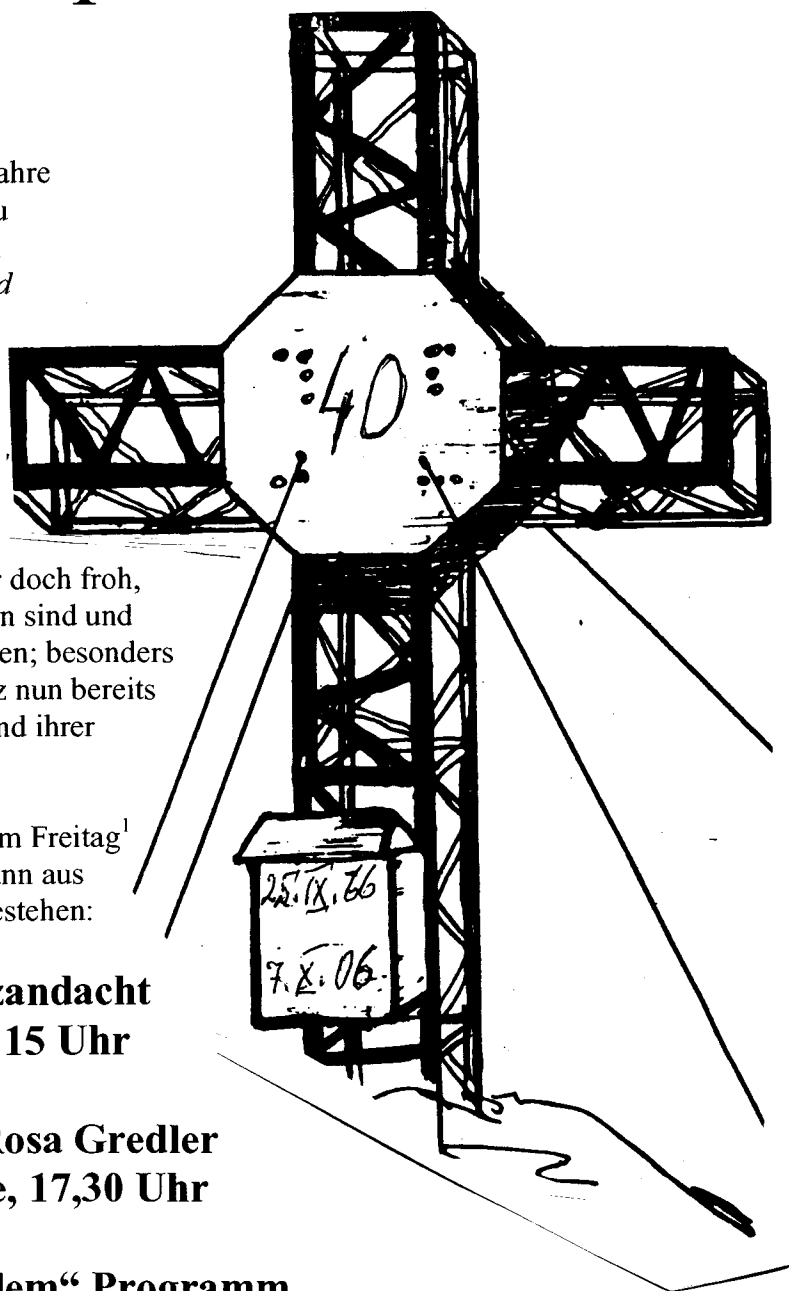 ahre
u
d
40
doch froh,
n sind und
en; besonders
z nun bereits
nd ihrer
m Freitag¹
ann aus
estehen:
25.IX.66
7.X.06
zandacht
15 Uhr
Rosa Gredler
e, 17,30 Uhr
dem“ Programm